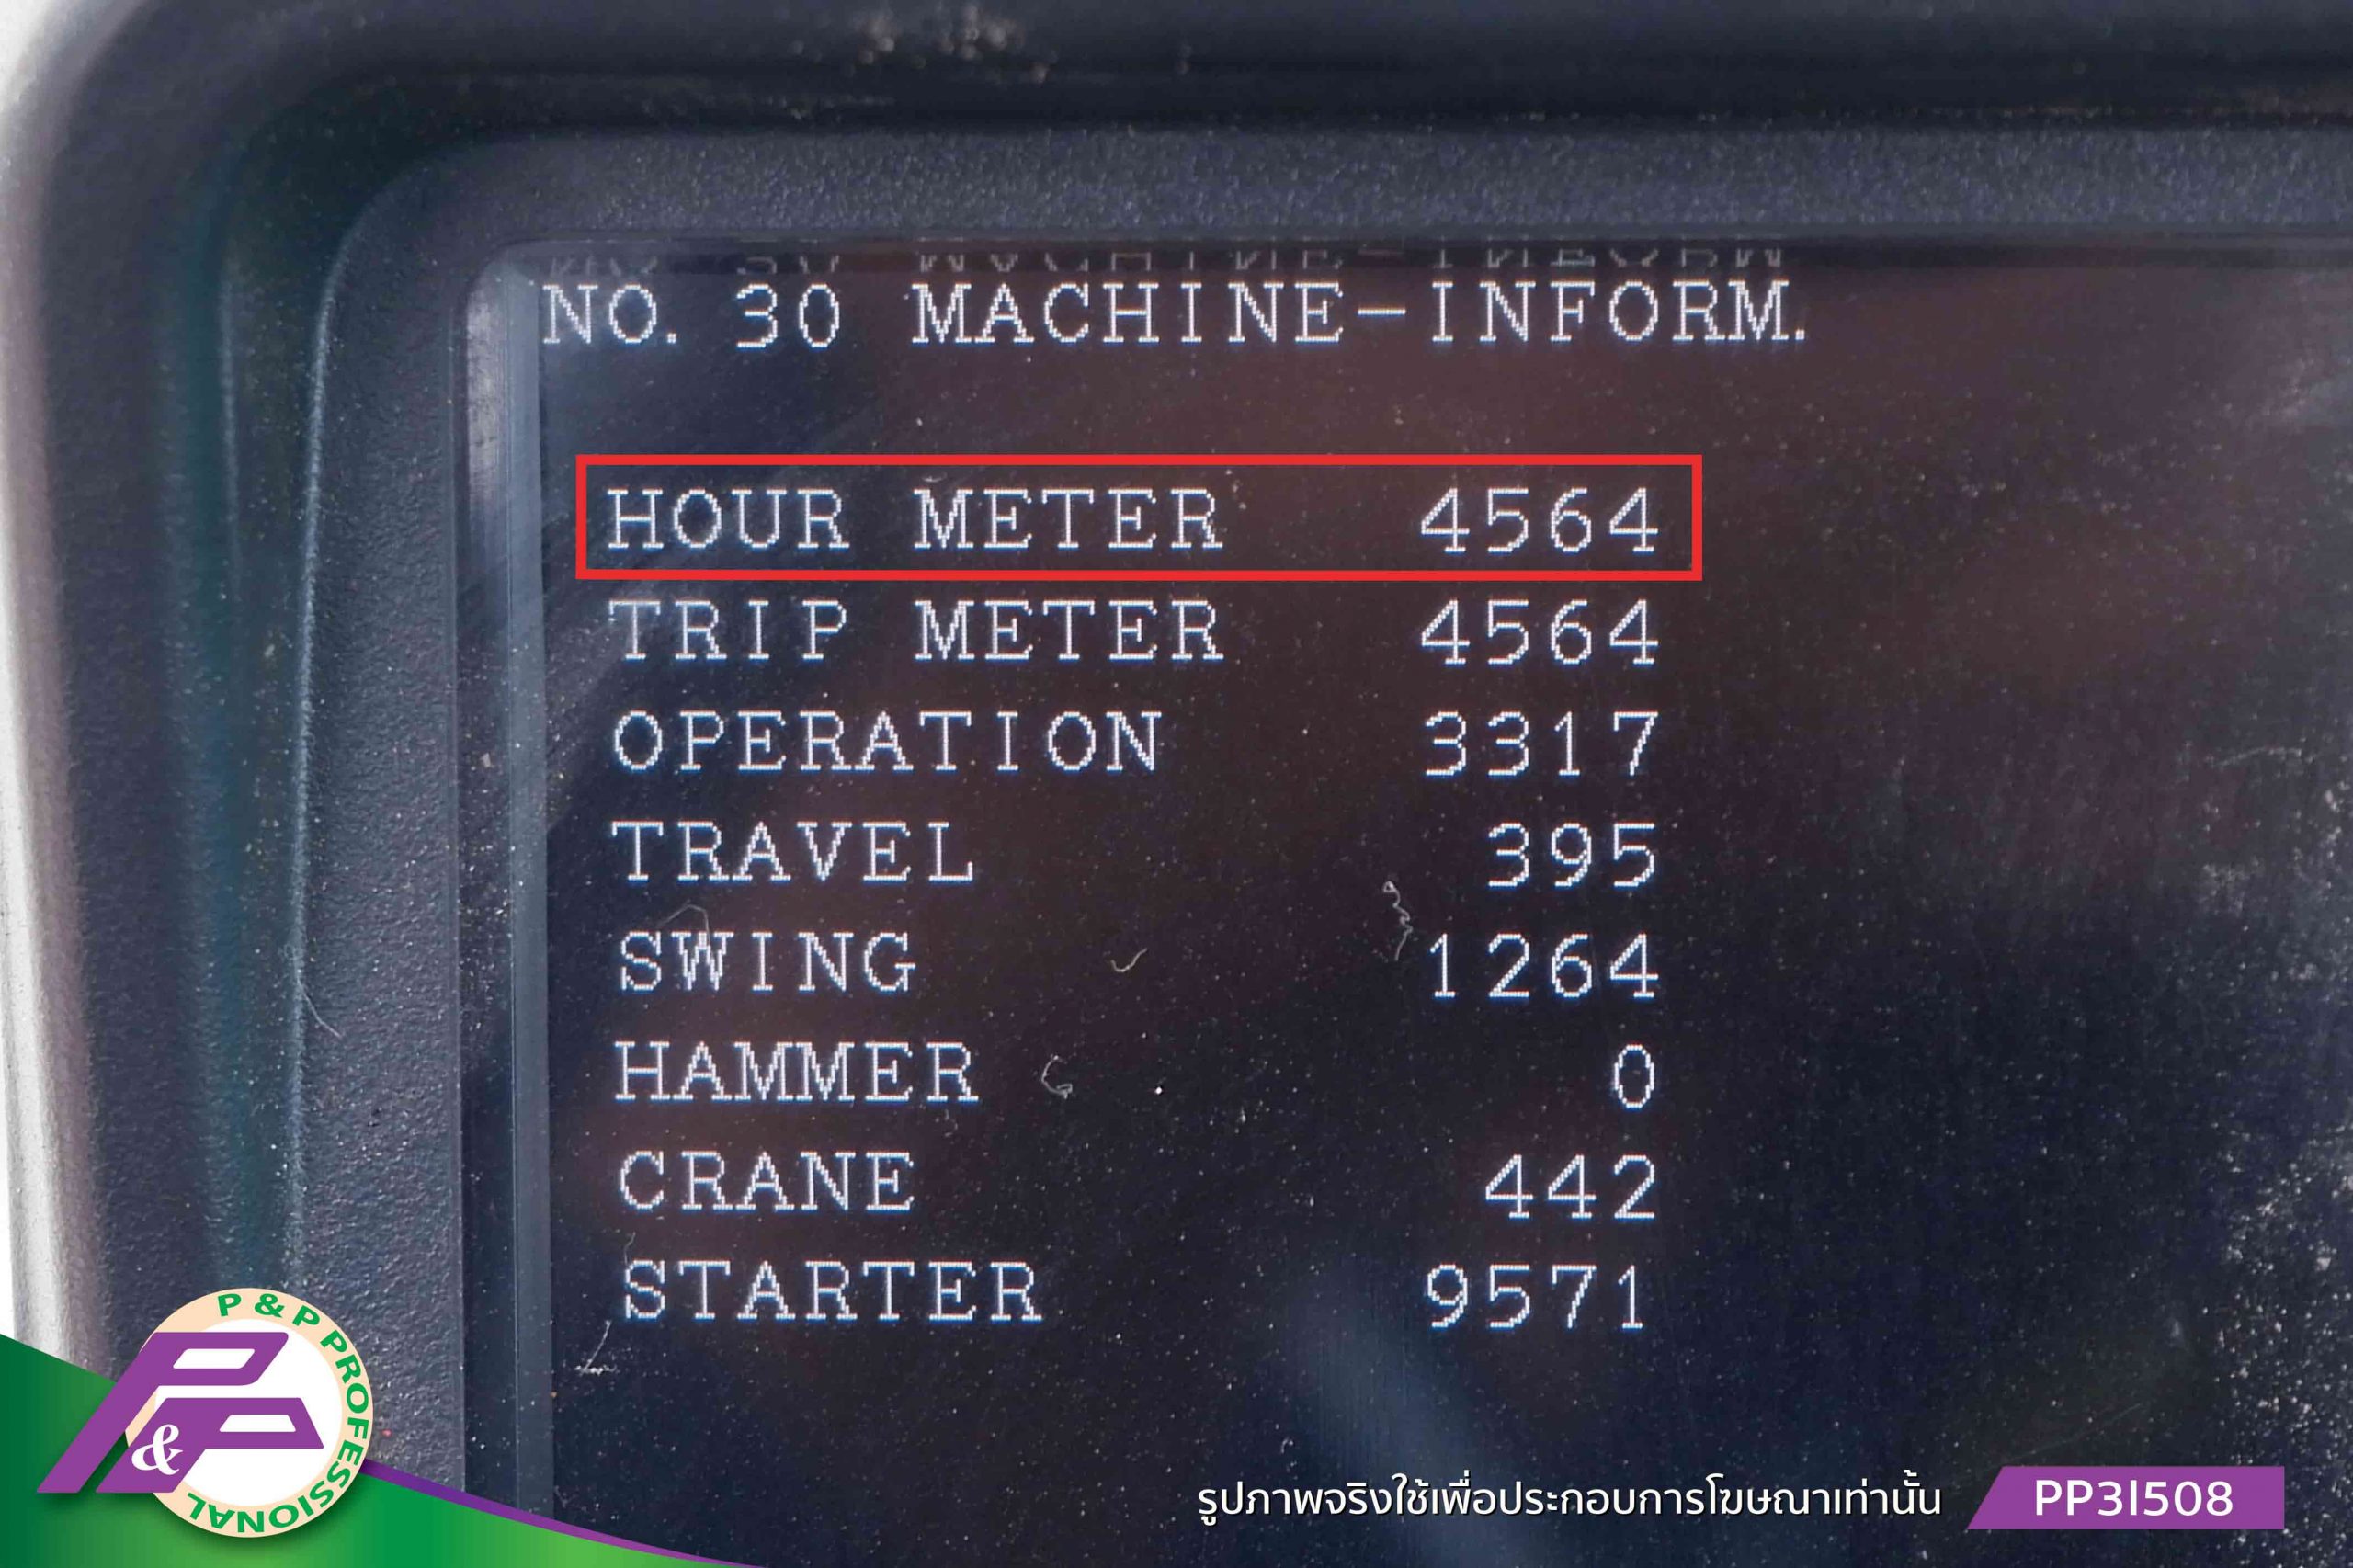 NO. 30 MACHINE-INFORM.
HOUR METER 4564
TRIP METER 4564
OPERATION 3317
TRAVEL 395
SWING 1264
HAMMER 0
CRANE 442
STARTER 9571
P & P PROFESSIONAL
P&P
รูปภาพจริงใช้เพื่อประกอบการโฆษณาเท่านั้น
PP3I508